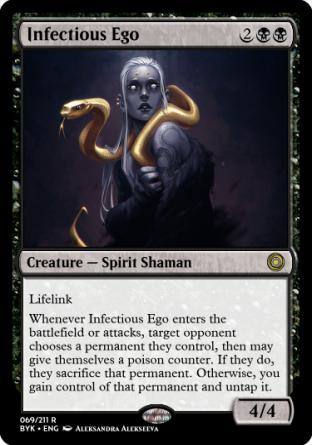 Infectious Ego 2
Creature — Spirit Shaman
Lifelink
Whenever Infectious Ego enters the
battlefield or attacks, target opponent
chooses a permanent they control, then may
give themselves a poison counter. If they do,
they sacrifice that permanent. Otherwise, you
gain control of that permanent and untap it.
4/4
069/211 R
BYK • ENG Aleksandra Alekseeva